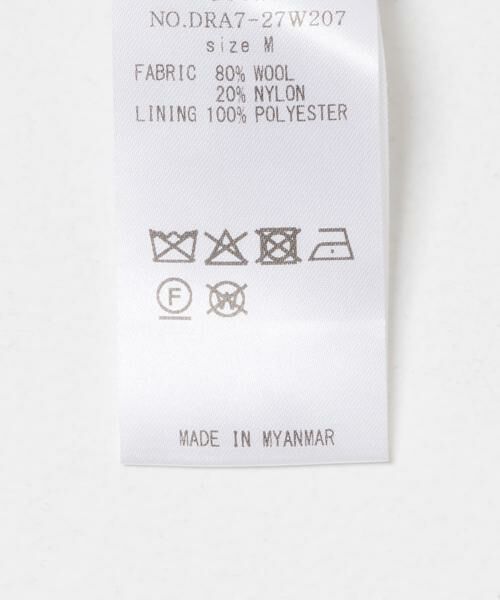 NO.DRA7-27W207
size M
FABRIC 80% WOOL
20% NYLON
LINING 100% POLYESTER
F
W
MADE IN MYANMAR